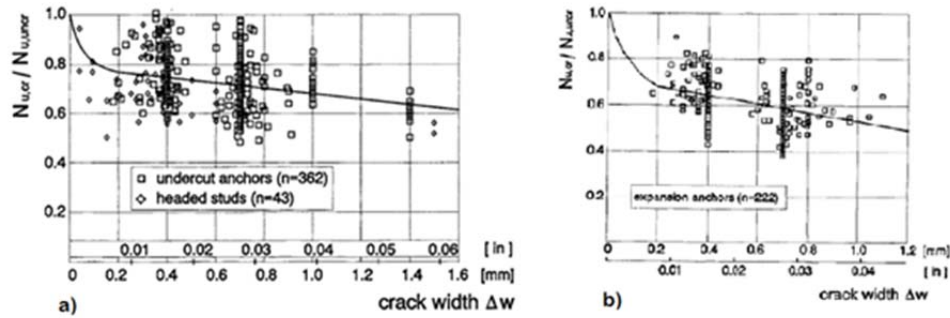 N u,cr / N u,uncr
1.0
0.8
0.6
0.4
0.2
undercut anchors (n=362)
headed studs (n=43)
0.01 0.02 0.03 0.04 0.05 0.06 [ in ]
0 0.2 0.4 0.6 0.8 1.0 1.2 1.4 1.6 [mm]
a) crack width Δw
N u,cr / N u,uncr
1.0
0.8
0.6
0.4
0.2
expansion anchors (n=222)
0 0.2 0.4 0.6 0.8 1.0 1.2 [mm]
0.01 0.02 0.03 0.04 [ in ]
b) crack width Δw